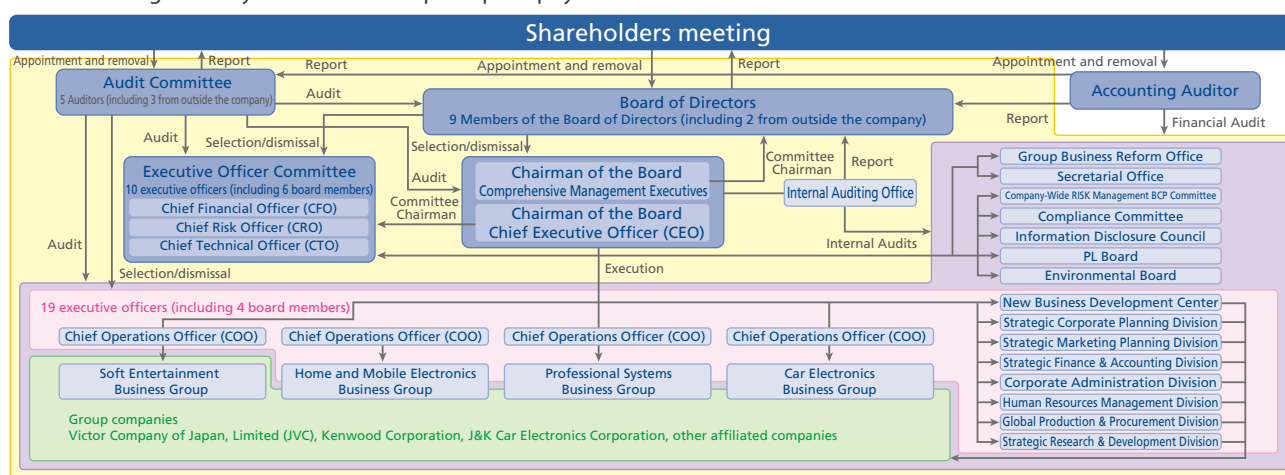 Shareholders meeting
Appointment and removal
Report
Report
Appointment and removal
Report
Appointment and removal
Audit Committee
5 Auditors (including 3 from outside the company)
Audit
Board of Directors
9 Members of the Board of Directors (including 2 from outside the company)
Accounting Auditor
Report
Financial Audit
Audit
Selection/dismissal
Audit
Selection/dismissal
Committee
Chairman
Report
Executive Officer Committee
10 executive officers (including 6 board members)
Chief Financial Officer (CFO)
Chief Risk Officer (CRO)
Chief Technical Officer (CTO)
Audit
Committee
Chairman
Chairman of the Board
Comprehensive Management Executives
Chairman of the Board
Chief Executive Officer (CEO)
Internal Auditing Office
Internal Audits
Group Business Reform Office
Secretarial Office
Company-Wide RISK Management BCP Committee
Compliance Committee
Information Disclosure Council
PL Board
Environmental Board
Audit
Selection/dismissal
Execution
19 executive officers (including 4 board members)
Chief Operations Officer (COO)
Chief Operations Officer (COO)
Chief Operations Officer (COO)
Chief Operations Officer (COO)
Soft Entertainment
Business Group
Home and Mobile Electronics
Business Group
Professional Systems
Business Group
Car Electronics
Business Group
New Business Development Center
Strategic Corporate Planning Division
Strategic Marketing Planning Division
Strategic Finance & Accounting Division
Corporate Administration Division
Human Resources Management Division
Global Production & Procurement Division
Strategic Research & Development Division
Group companies
Victor Company of Japan, Limited (JVC), Kenwood Corporation, J&K Car Electronics Corporation, other affiliated companies